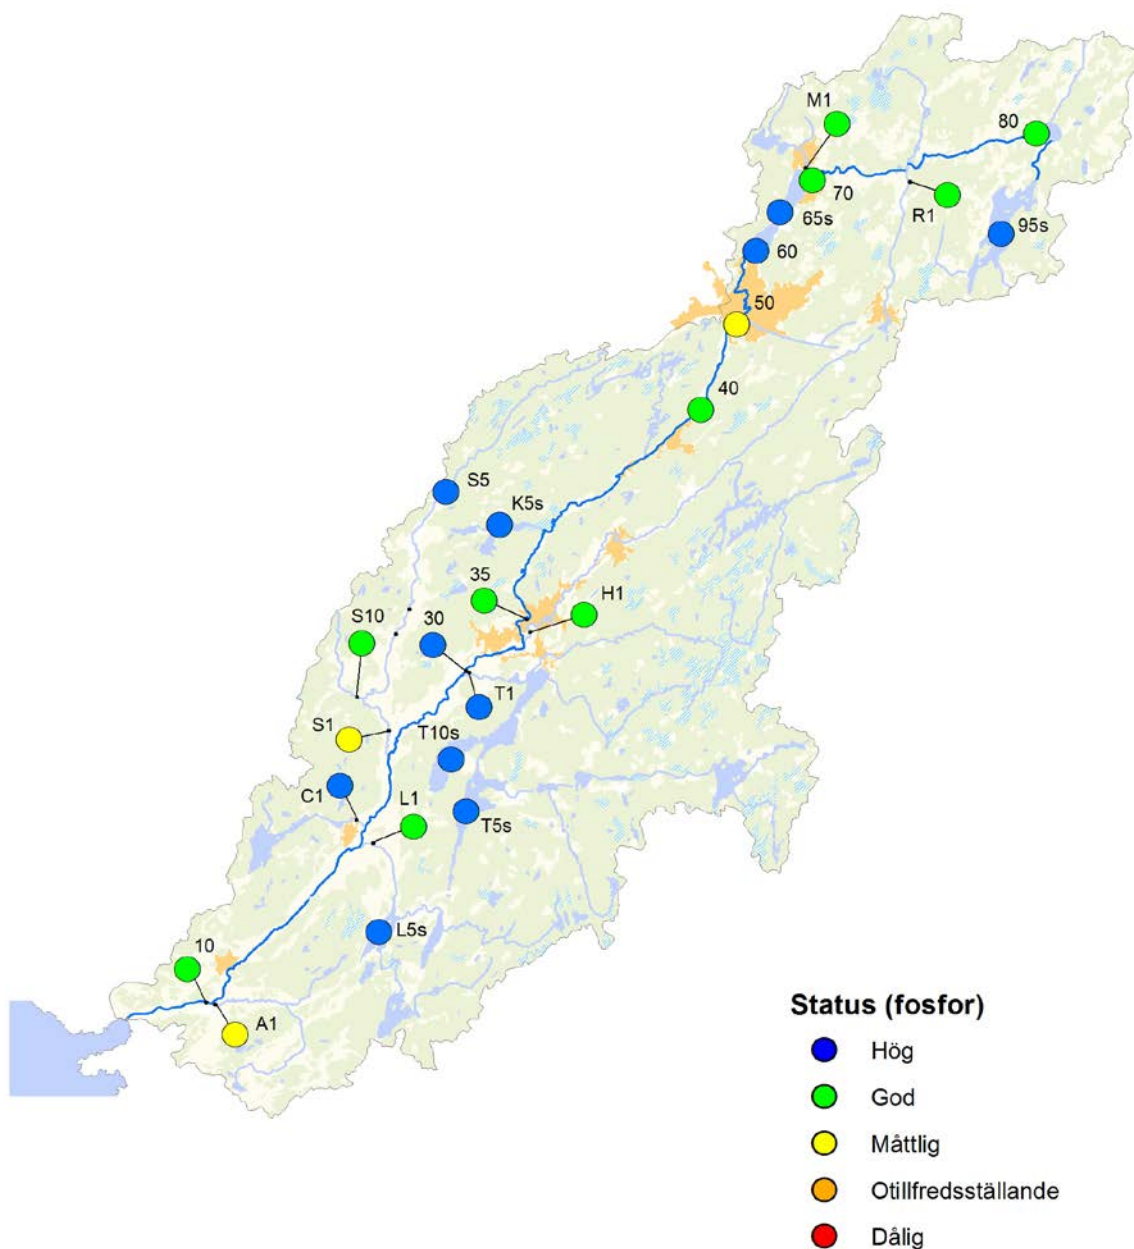 M1
80
70
R1
65s
95s
60
50
40
S5
K5s
35
H1
S10
30
T1
S1
T10s
C1
L1
T5s
L5s
10
A1
Status (fosfor)
Hög
God
Måttlig
Otillfredsställande
Dålig